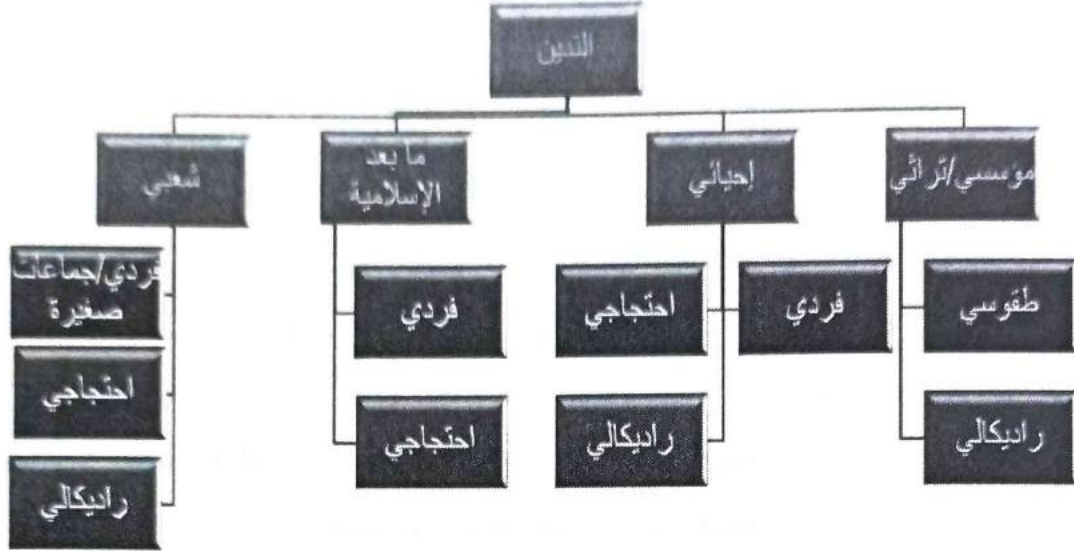 التدين
مؤسسي/تراثي
إحيائي
ما بعد
الإسلامية
شعبي
طقوسي
راديكالي
فردي
احتجاجي
راديكالي
فردي
احتجاجي
فردي/جماعات
صغيرة
احتجاجي
راديكالي